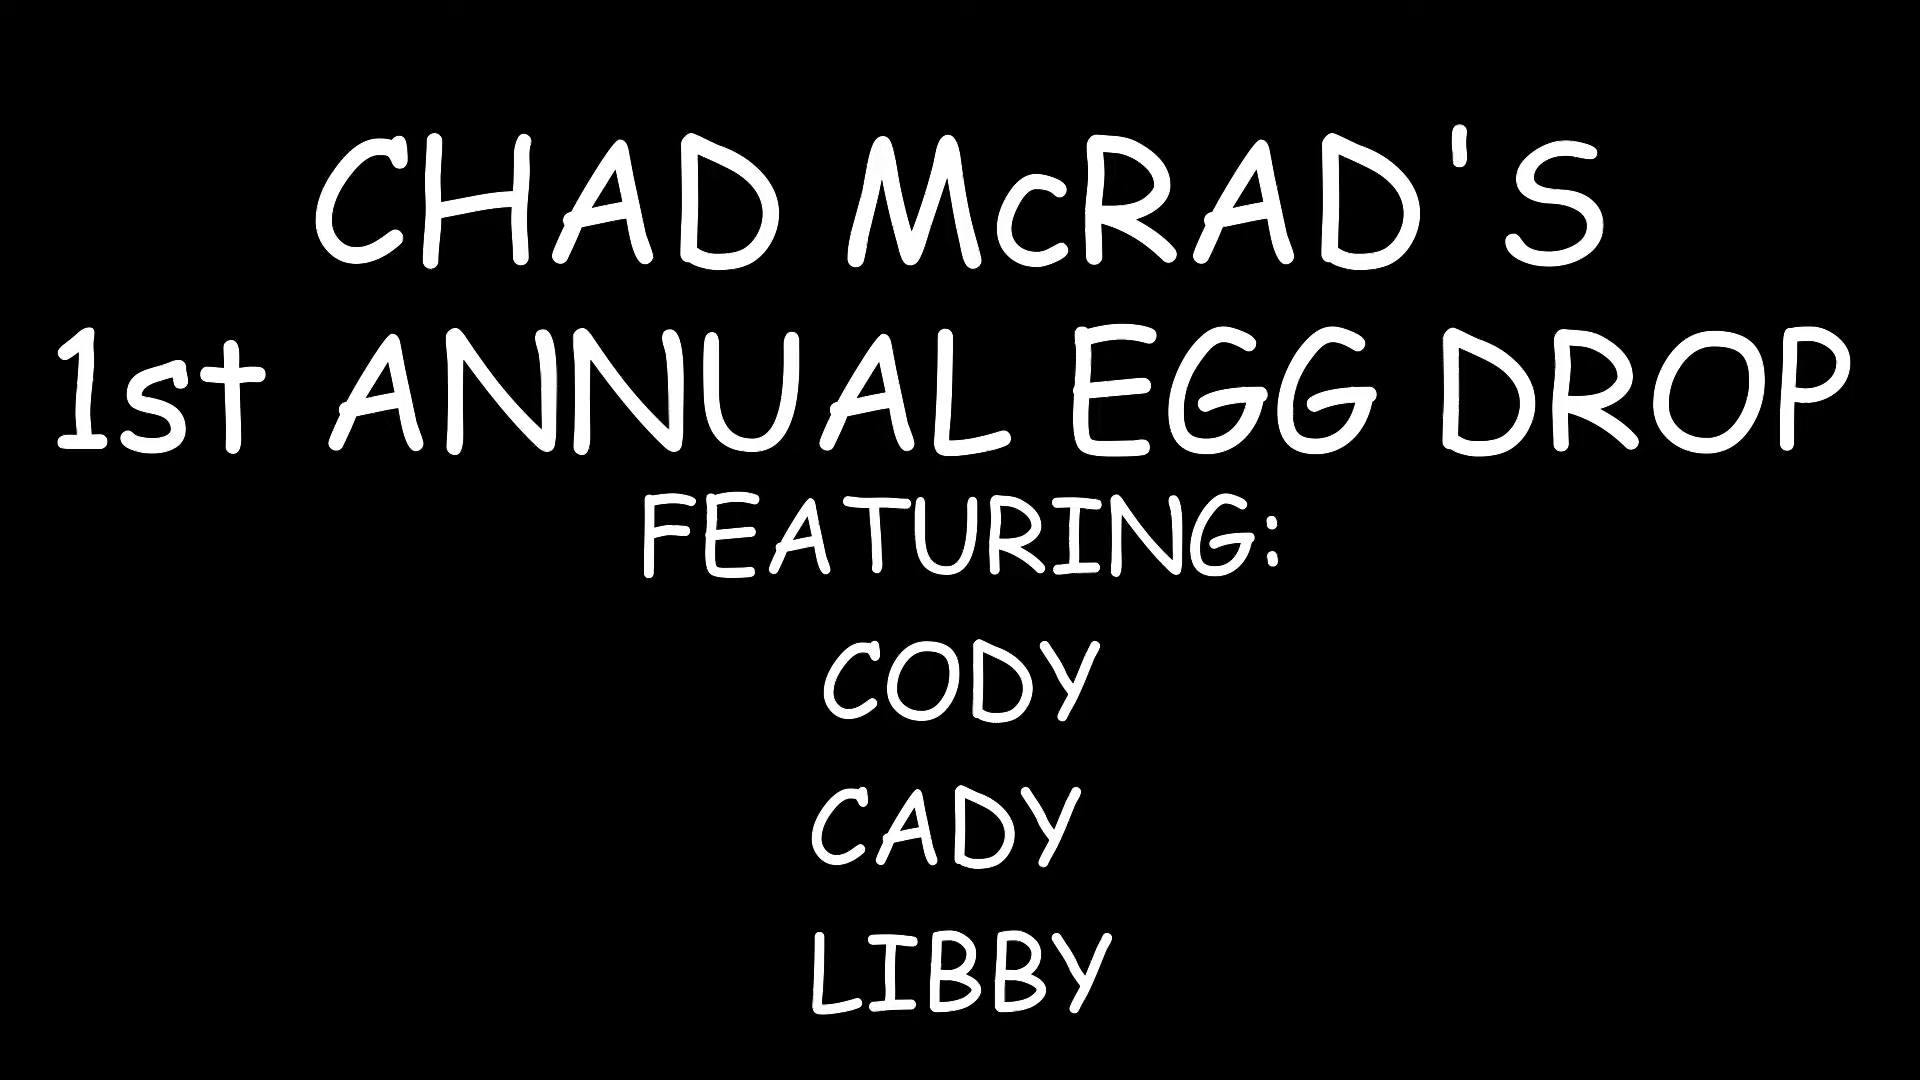 CHAD McRAD'S
1st ANNUAL EGG DROP
FEATURING:
CODY
CADY
LIBBY